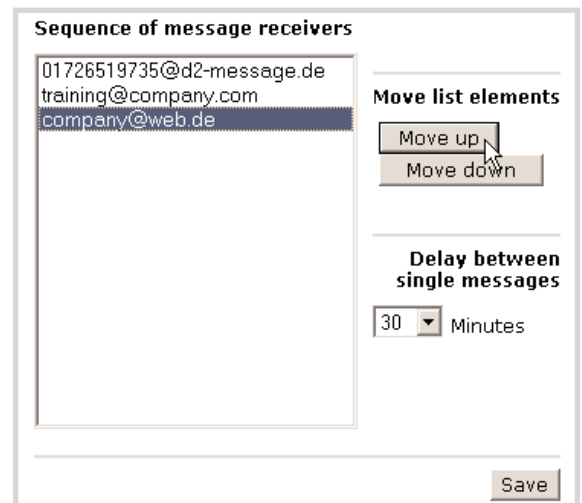 Sequence of message receivers
01726519735@d2-message.de
training@company.com
company@web.de
Move list elements
Move up
Move down
Delay between
single messages
30 Minutes
Save